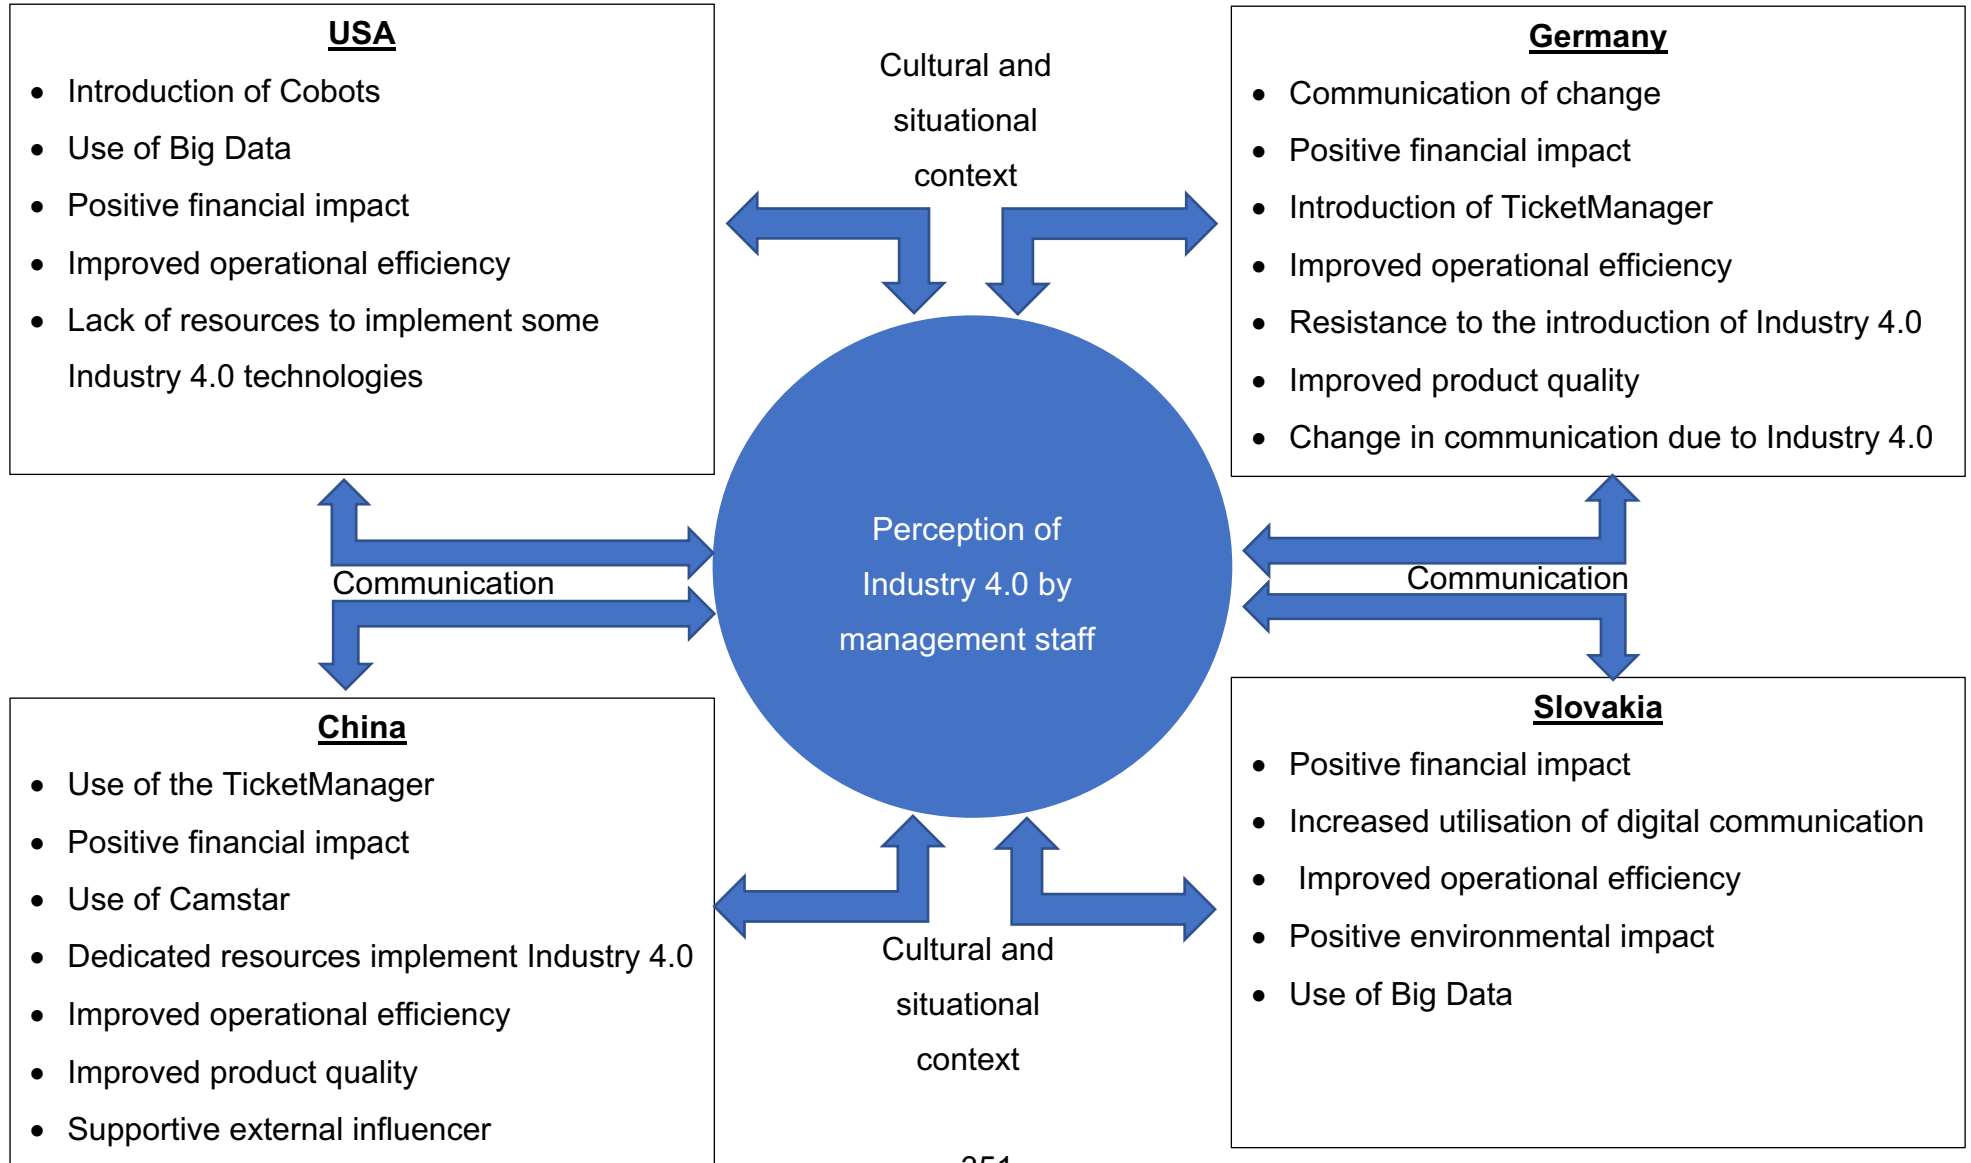 USA
• Introduction of Cobots
• Use of Big Data
• Positive financial impact
• Improved operational efficiency
• Lack of resources to implement some
Industry 4.0 technologies
Cultural and
situational
context
Germany
• Communication of change
• Positive financial impact
• Introduction of TicketManager
• Improved operational efficiency
• Resistance to the introduction of Industry 4.0
• Improved product quality
• Change in communication due to Industry 4.0
Communication
Perception of
Industry 4.0 by
management staff
Communication
China
• Use of the TicketManager
• Positive financial impact
• Use of Camstar
• Dedicated resources implement Industry 4.0
• Improved operational efficiency
• Improved product quality
• Supportive external influencer
Cultural and
situational
context
Slovakia
• Positive financial impact
• Increased utilisation of digital communication
• Improved operational efficiency
• Positive environmental impact
• Use of Big Data
351